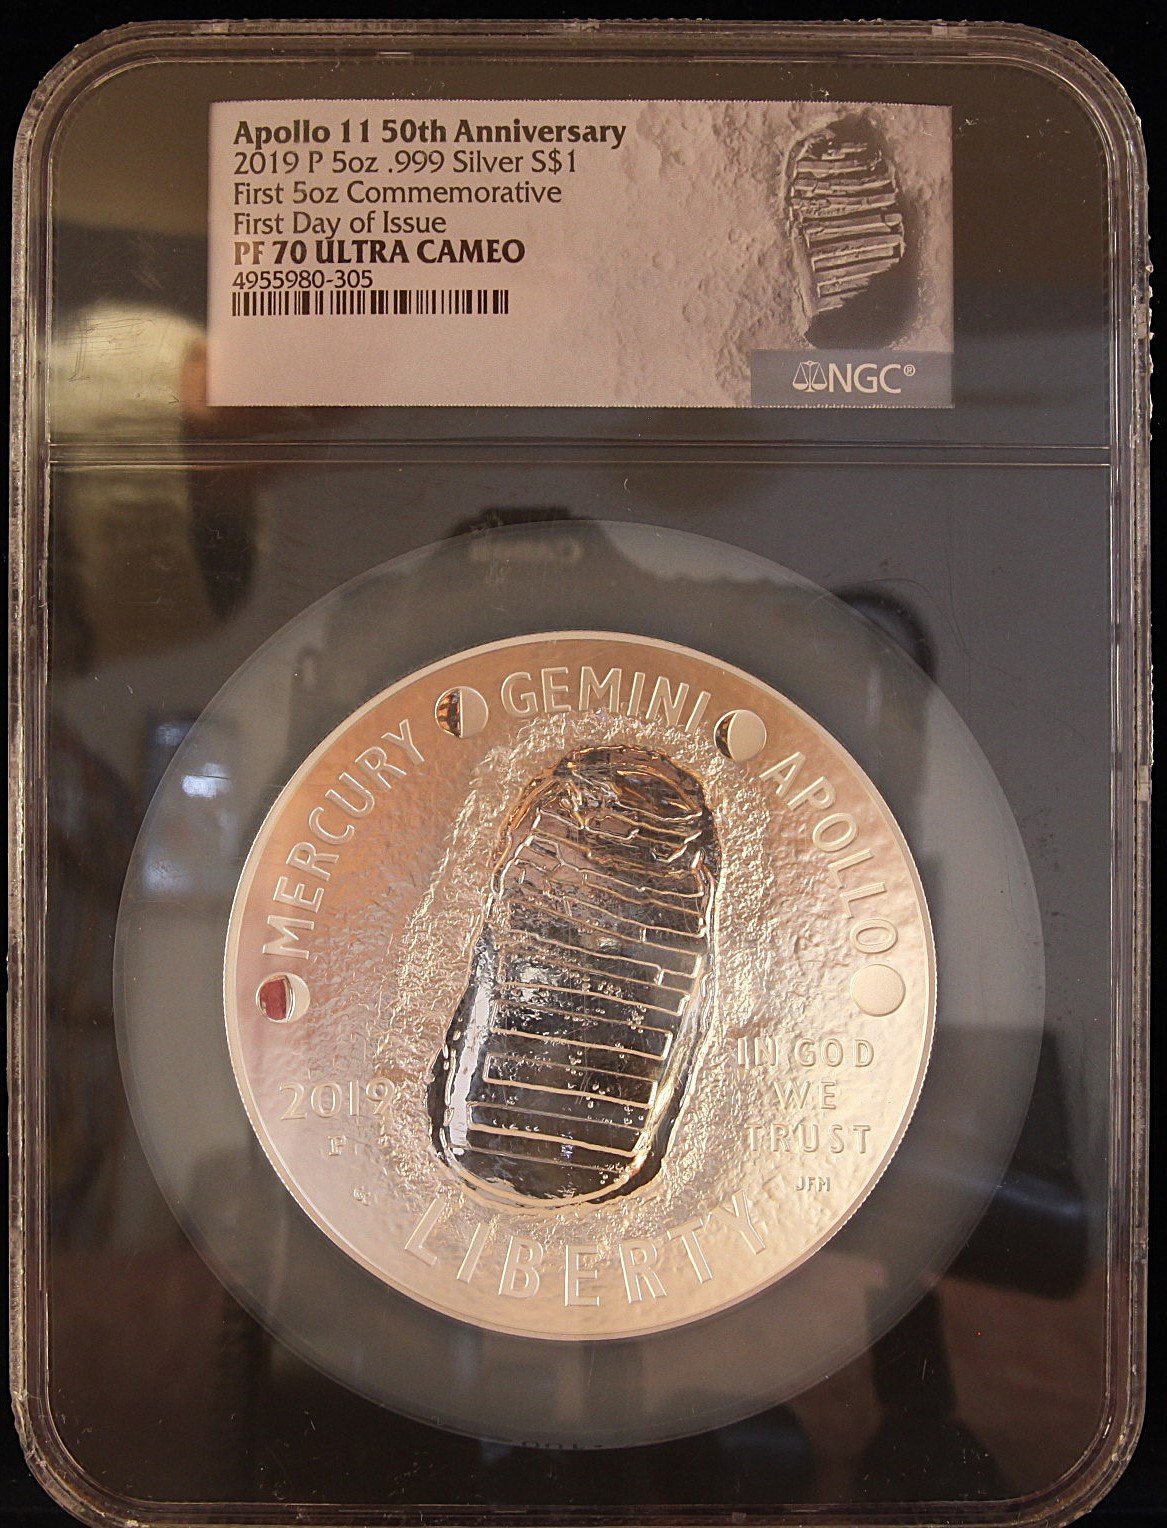 Apollo 11 50th Anniversary
2019 P 5oz .999 Silver S$1
First 5oz Commemorative
First Day of Issue
PF 70 ULTRA CAMEO
4955980-305
NGC®
MERCURY
GEMINI
APOLLO
2019
P
IN GOD
WE
TRUST
JFM
LIBERTY